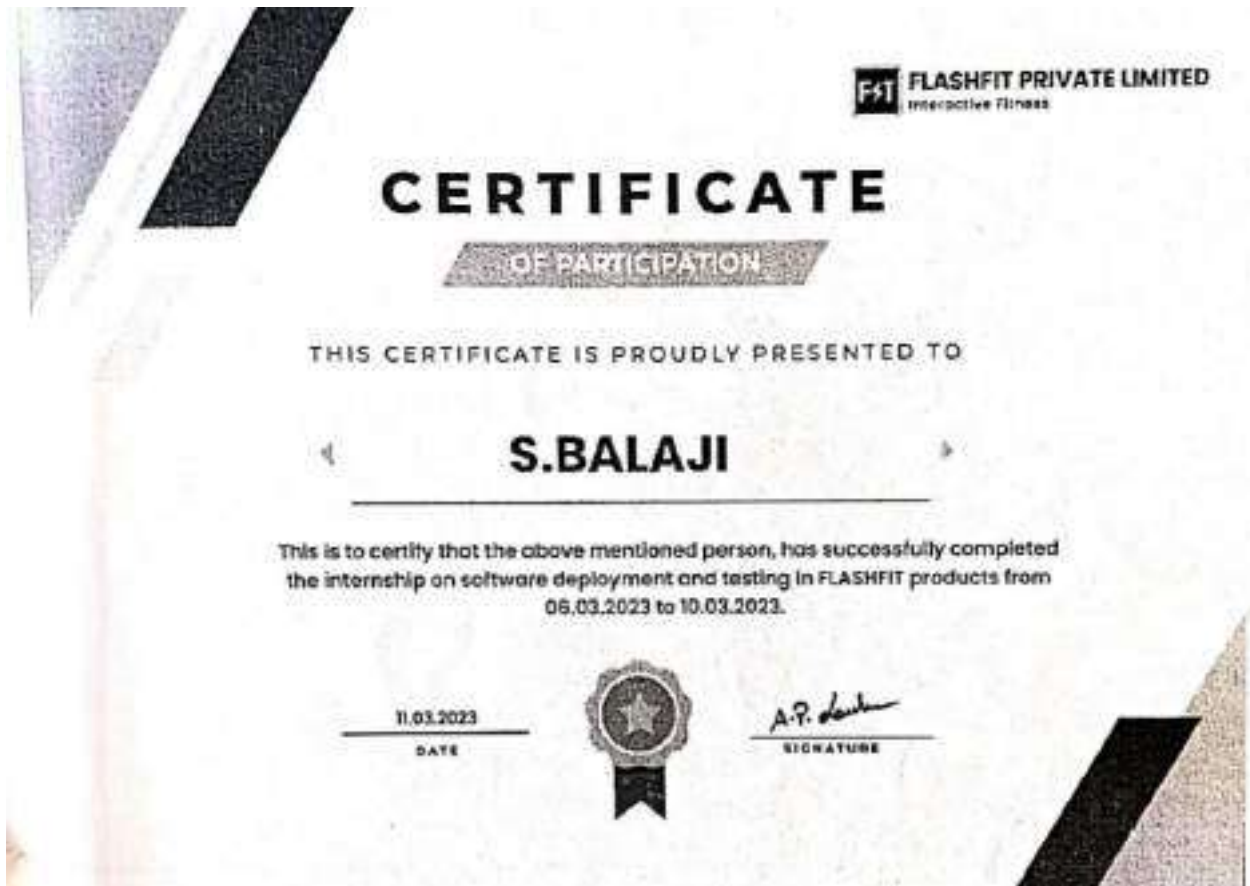 FST FLASHFIT PRIVATE LIMITED
Interactive Fitness
CERTIFICATE
OF PARTICIPATION
THIS CERTIFICATE IS PROUDLY PRESENTED TO
S.BALAJI
This is to certify that the above mentioned person, has successfully completed
the internship on software deployment and testing in FLASHFIT products from
06.03.2023 to 10.03.2023.
11.03.2023
DATE
A.P.
SIGNATURE